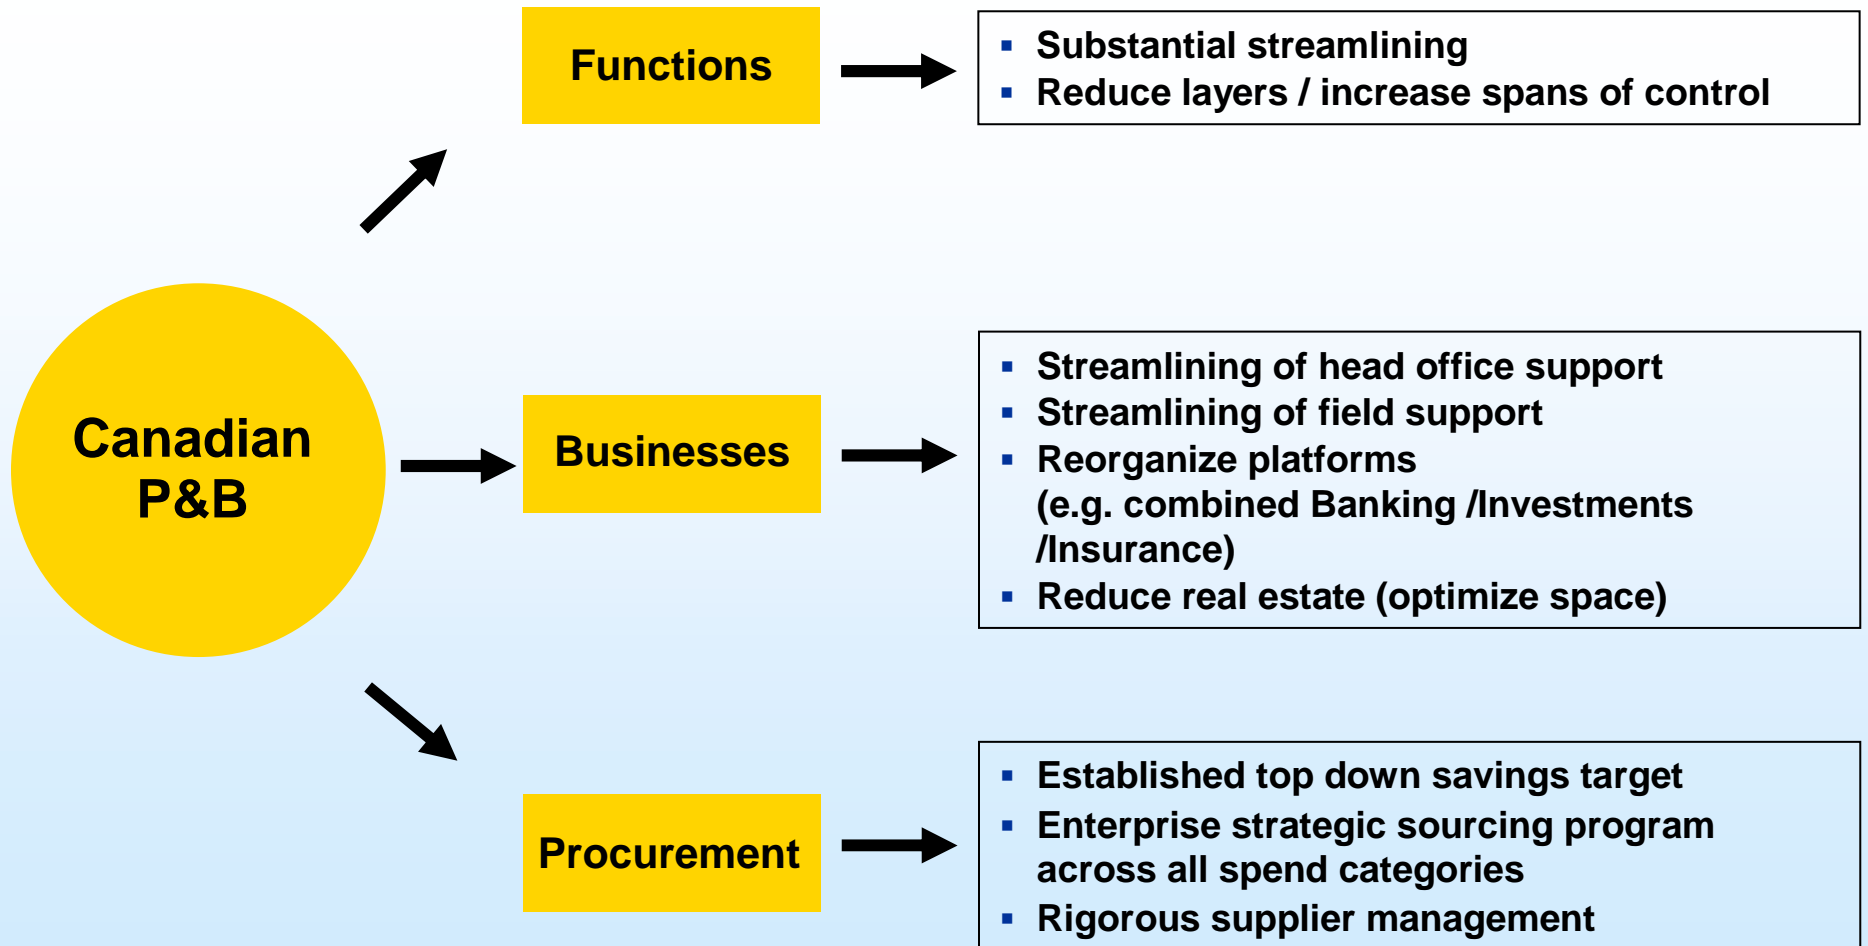 Functions
Substantial streamlining
Reduce layers / increase spans of control
Canadian
P&B
Businesses
Streamlining of head office support
Streamlining of field support
Reorganize platforms
(e.g. combined Banking /Investments
/Insurance)
Reduce real estate (optimize space)
Procurement
Established top down savings target
Enterprise strategic sourcing program
across all spend categories
Rigorous supplier management